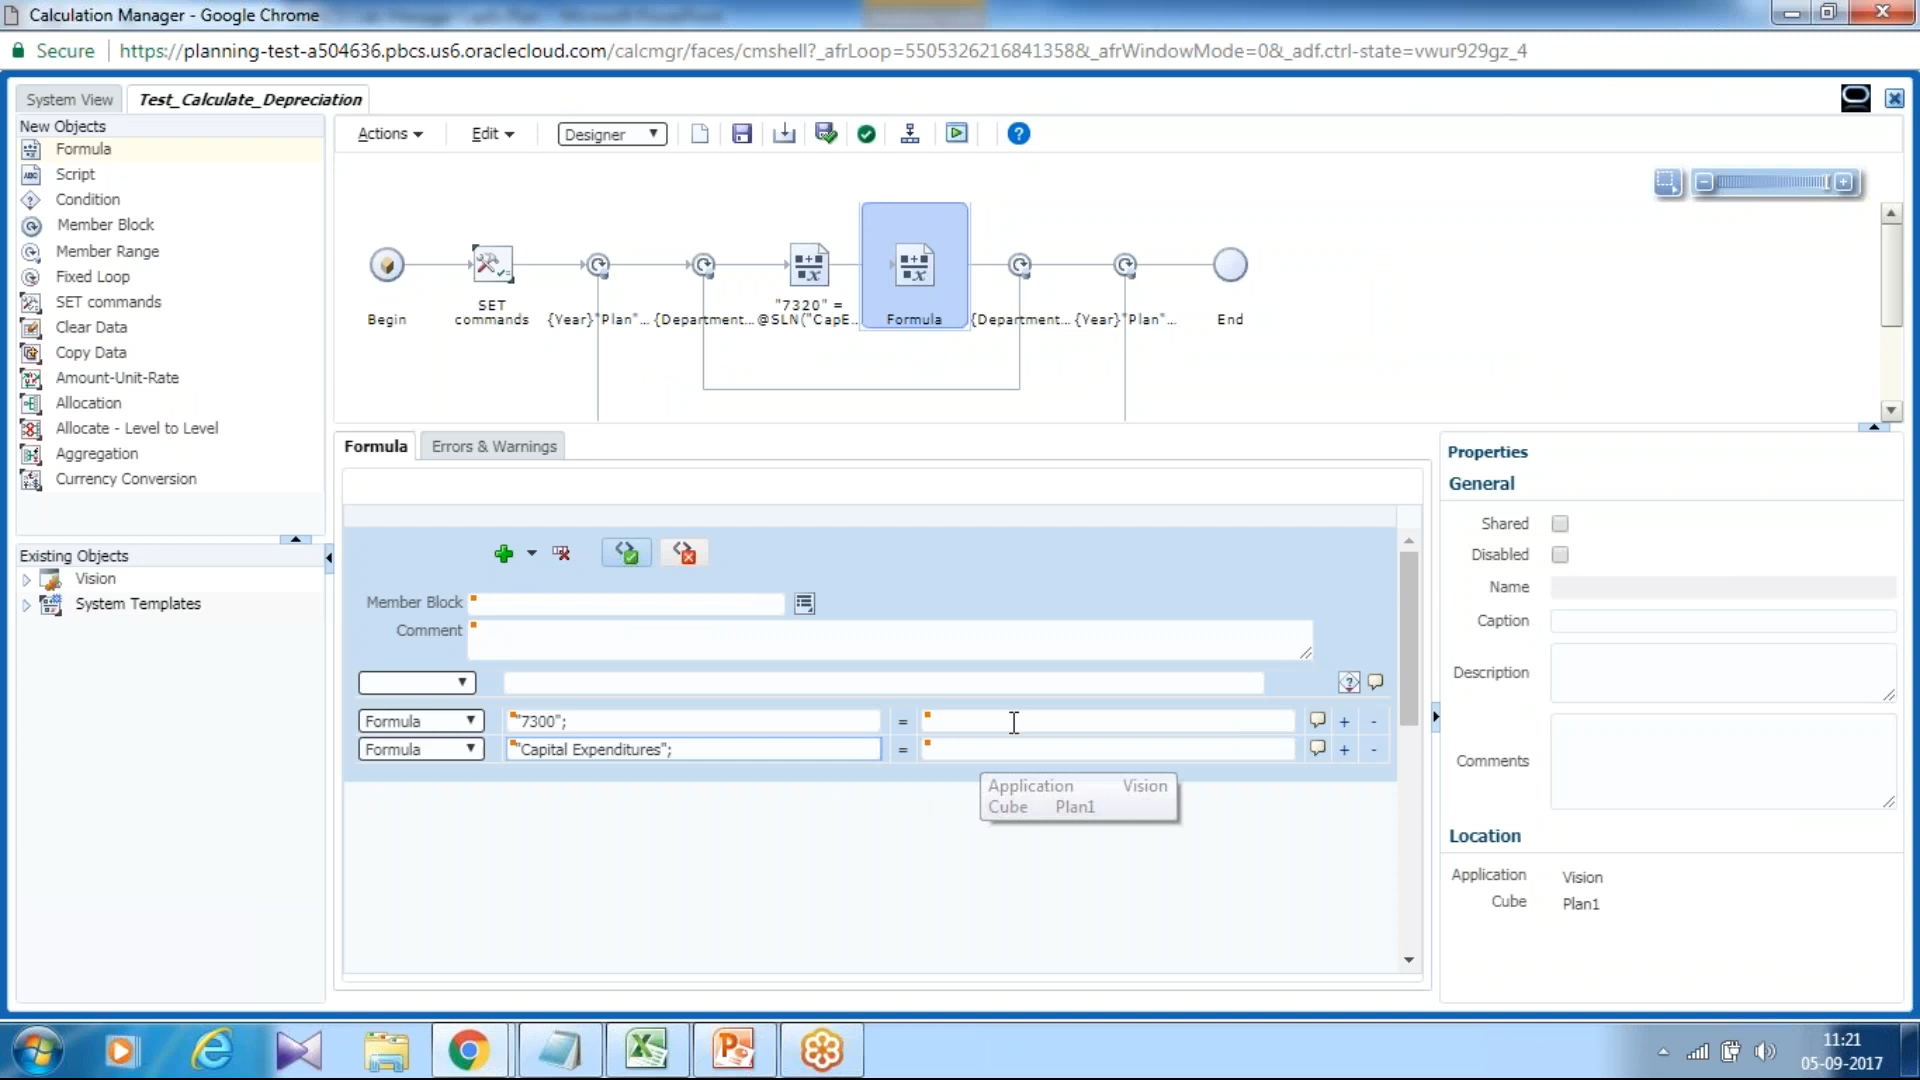 Calculation Manager - Google Chrome
Secure https://planning-test-a504636.pbcs.us6.oraclecloud.com/calcmgr/faces/cmshell?_afrLoop=5505326216841358&_afrWindowMode=0&_adf.ctrl-state=vwur929gz_4
System View Test_Calculate_Depreciation
New Objects
Formula
Script
Condition
Member Block
Member Range
Fixed Loop
SET commands
Clear Data
Copy Data
Amount-Unit-Rate
Allocation
Allocate - Level to Level
Aggregation
Currency Conversion
Existing Objects
Vision
System Templates
Actions Edit Designer
Begin
SET commands
{Year}"Plan"...
{Department...
"7320" =
@SLN("CapE...
Formula
{Department...
{Year}"Plan"...
End
Formula Errors & Warnings
Member Block
Comment
Formula "7300"; =
Formula "Capital Expenditures"; =
Application Vision
Cube Plan1
Properties
General
Shared
Disabled
Name
Caption
Description
Comments
Location
Application Vision
Cube Plan1
11:21
05-09-2017